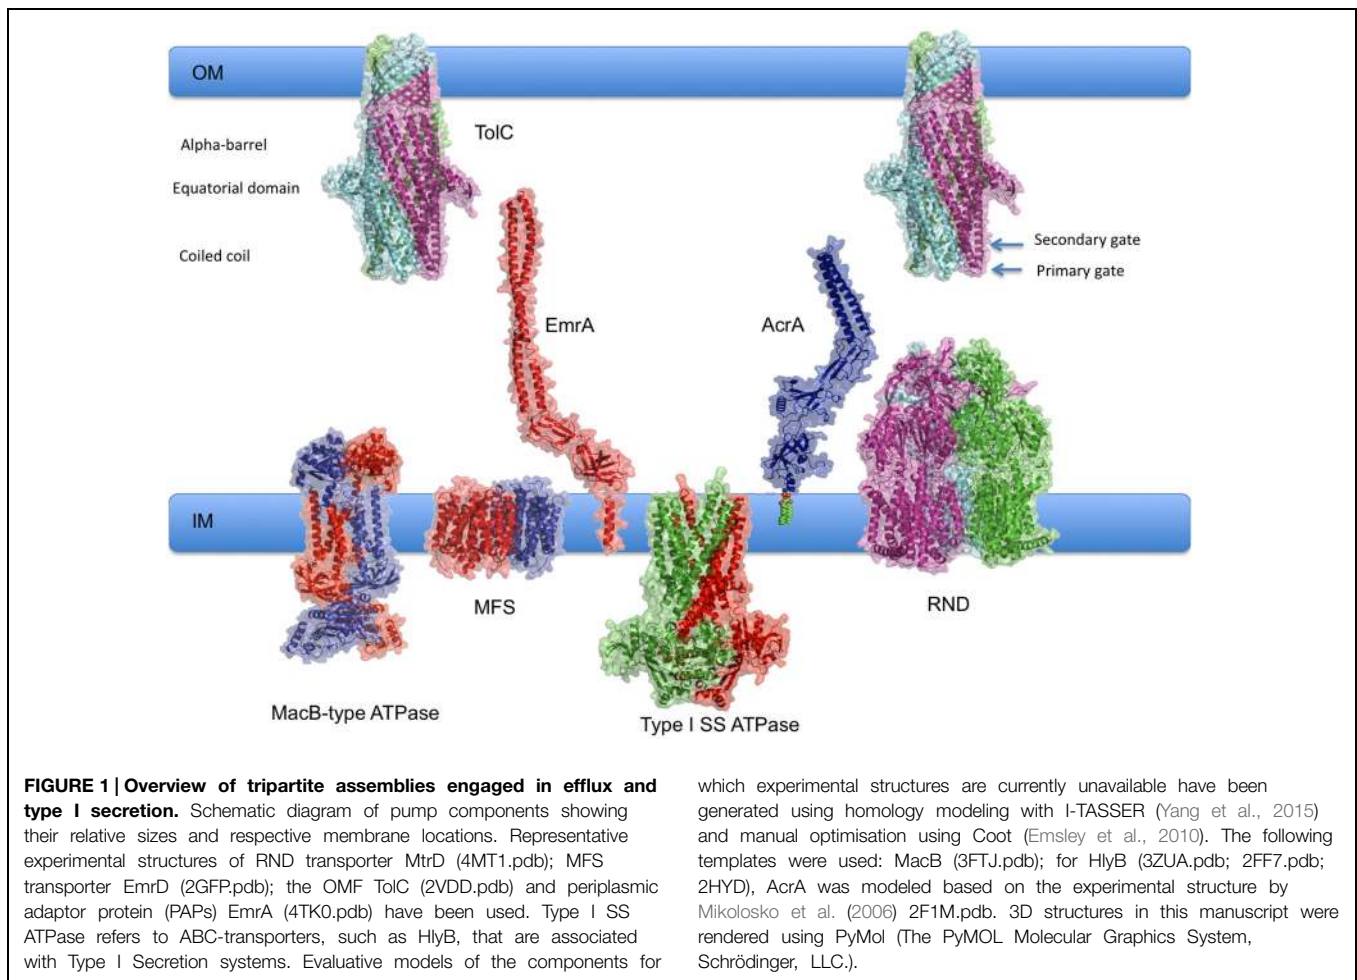 OM
TolC
Alpha-barrel
Equatorial domain
Coiled coil
Secondary gate
Primary gate
EmrA
AcrA
IM
MFS
RND
MacB-type ATPase
Type I SS ATPase
FIGURE 1 | Overview of tripartite assemblies engaged in efflux and
type I secretion. Schematic diagram of pump components showing
their relative sizes and respective membrane locations. Representative
experimental structures of RND transporter MtrD (4MT1.pdb); MFS
transporter EmrD (2GFP.pdb); the OMF TolC (2VDD.pdb) and periplasmic
adaptor protein (PAPs) EmrA (4TK0.pdb) have been used. Type I SS
ATPase refers to ABC-transporters, such as HlyB, that are associated
with Type I Secretion systems. Evaluative models of the components for
which experimental structures are currently unavailable have been
generated using homology modeling with I-TASSER (Yang et al., 2015)
and manual optimisation using Coot (Emsley et al., 2010). The following
templates were used: MacB (3FTJ.pdb); for HlyB (3ZUA.pdb; 2FF7.pdb;
2HYD), AcrA was modeled based on the experimental structure by
Mikolosko et al. (2006) 2F1M.pdb. 3D structures in this manuscript were
rendered using PyMol (The PyMOL Molecular Graphics System,
Schrödinger, LLC.).